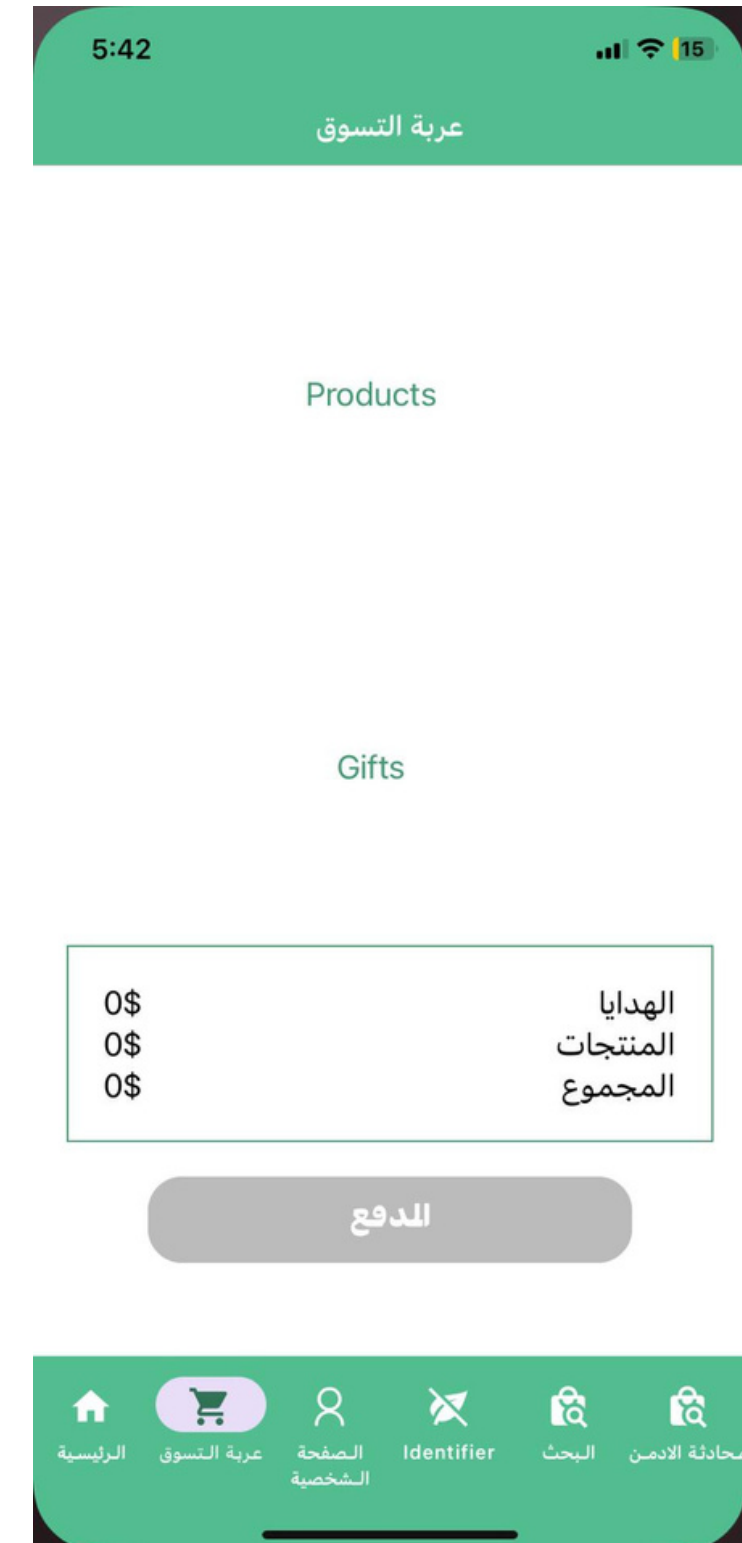 5:42
15
عربة التسوق
Products
Gifts
الهدايا 0$
المنتجات 0$
المجموع 0$
المدفع
الرئيسية
عربة التسوق
الصفحة
الشخصية
Identifier
البحث
محادثة الادمن